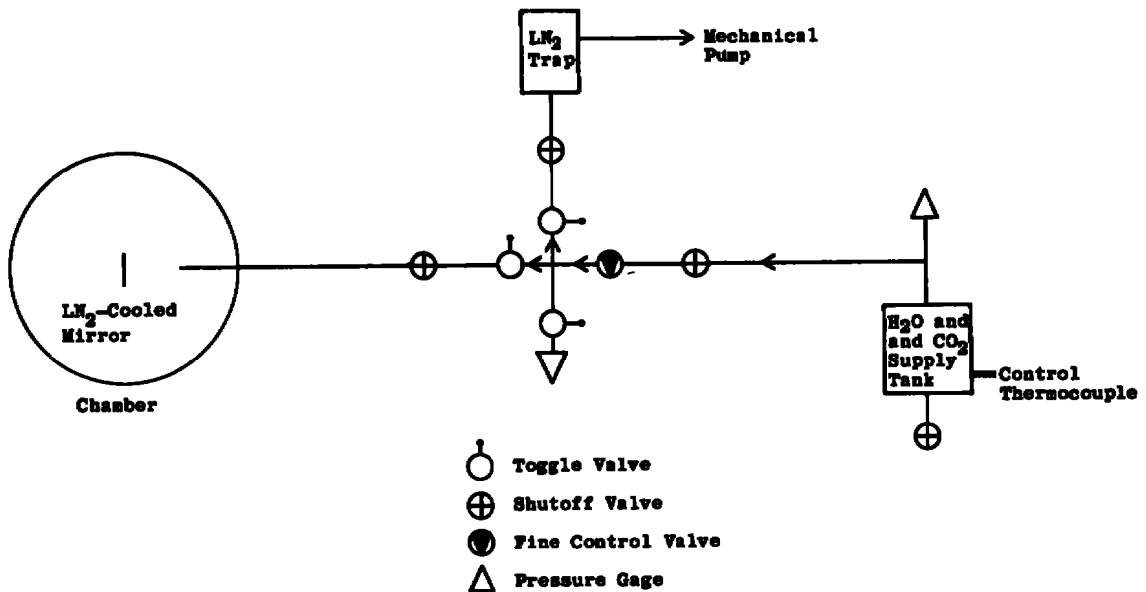 LN2
Trap
Mechanical
Pump
LN2-Cooled
Mirror
Chamber
H2O and
and CO2
Supply
Tank
Control
Thermocouple
Toggle Valve
Shutoff Valve
Fine Control Valve
Pressure Gage